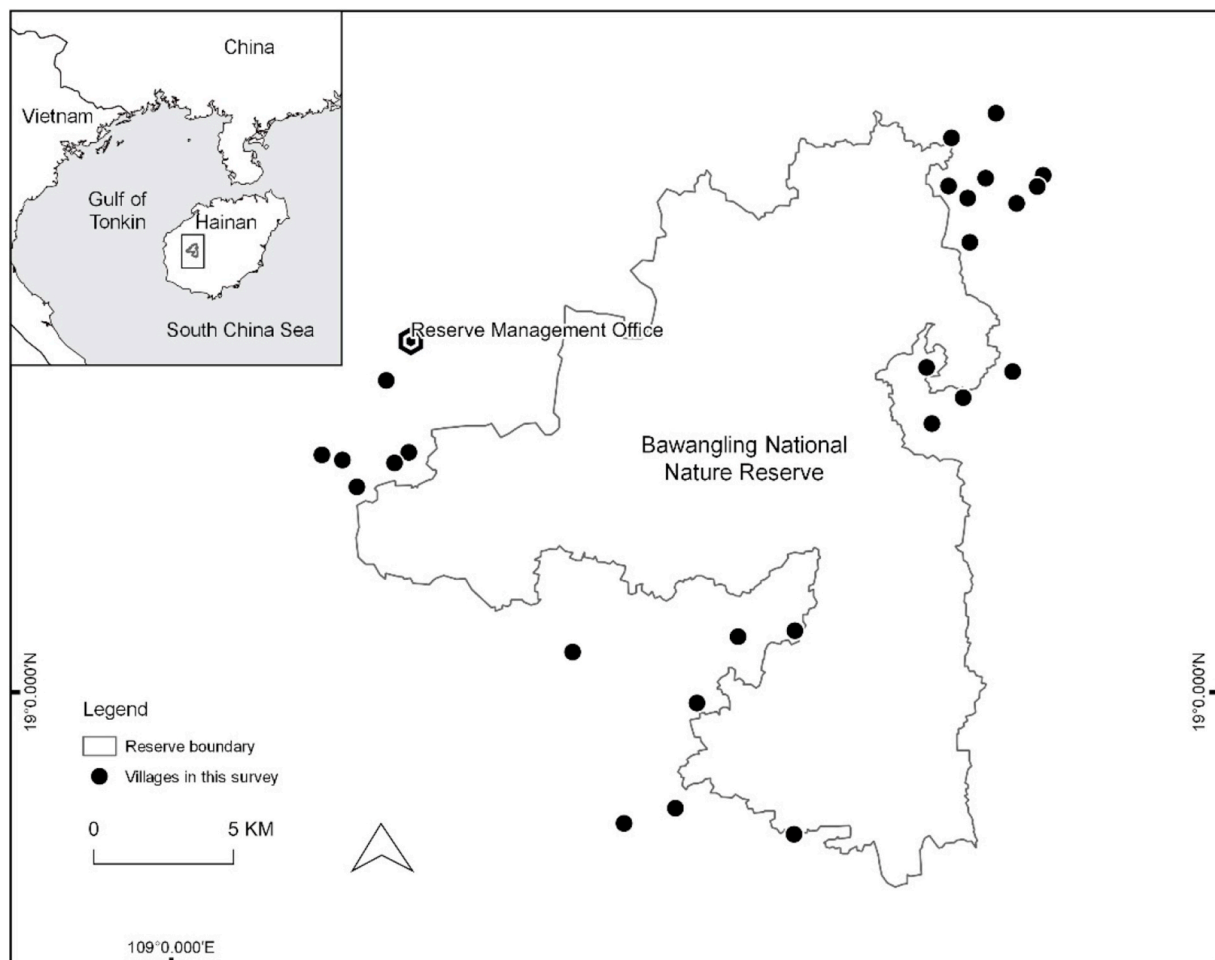 China
Vietnam
Gulf of
Tonkin
Hainan
South China Sea
Reserve Management Office
Bawangling National
Nature Reserve
19°0.000'N
19°0.000'N
Legend
Reserve boundary
Villages in this survey
0 5 KM
109°0.000'E